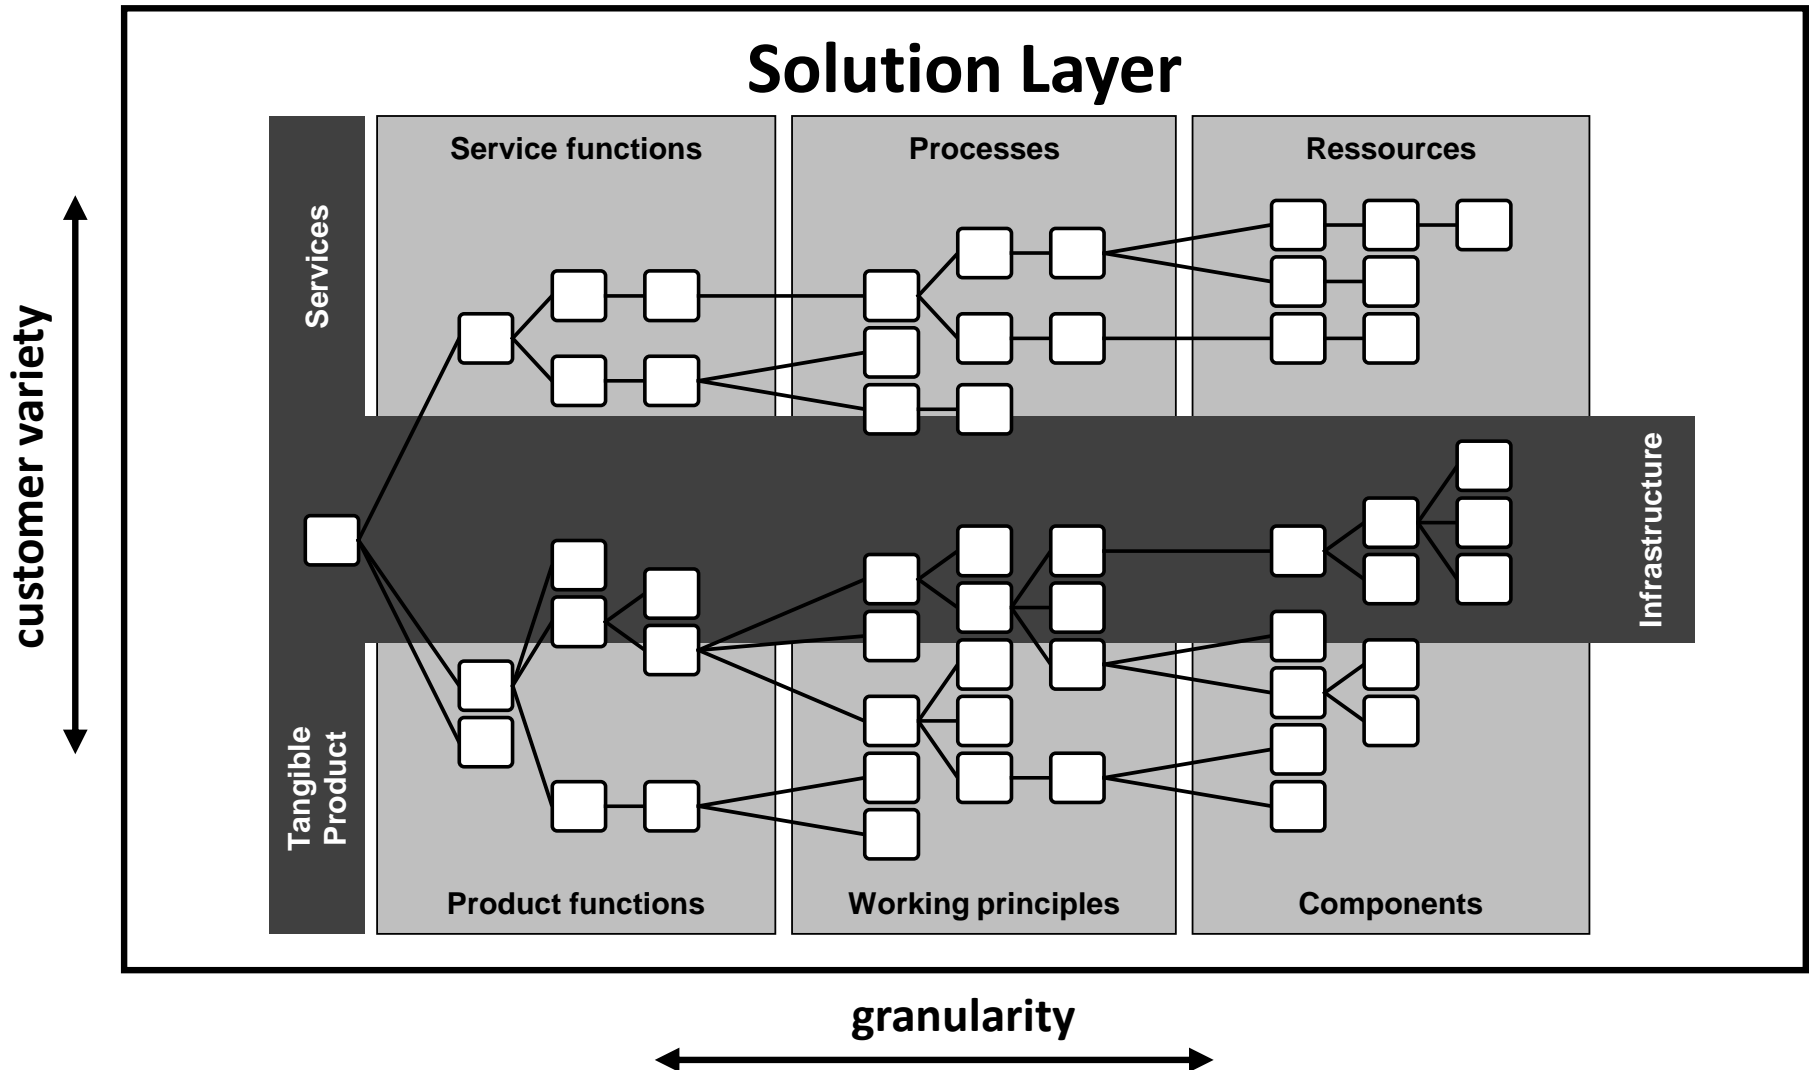 Solution Layer
Service functions
Processes
Ressources
Services
customer variety
Infrastructure
Tangible
Product
Product functions
Working principles
Components
granularity